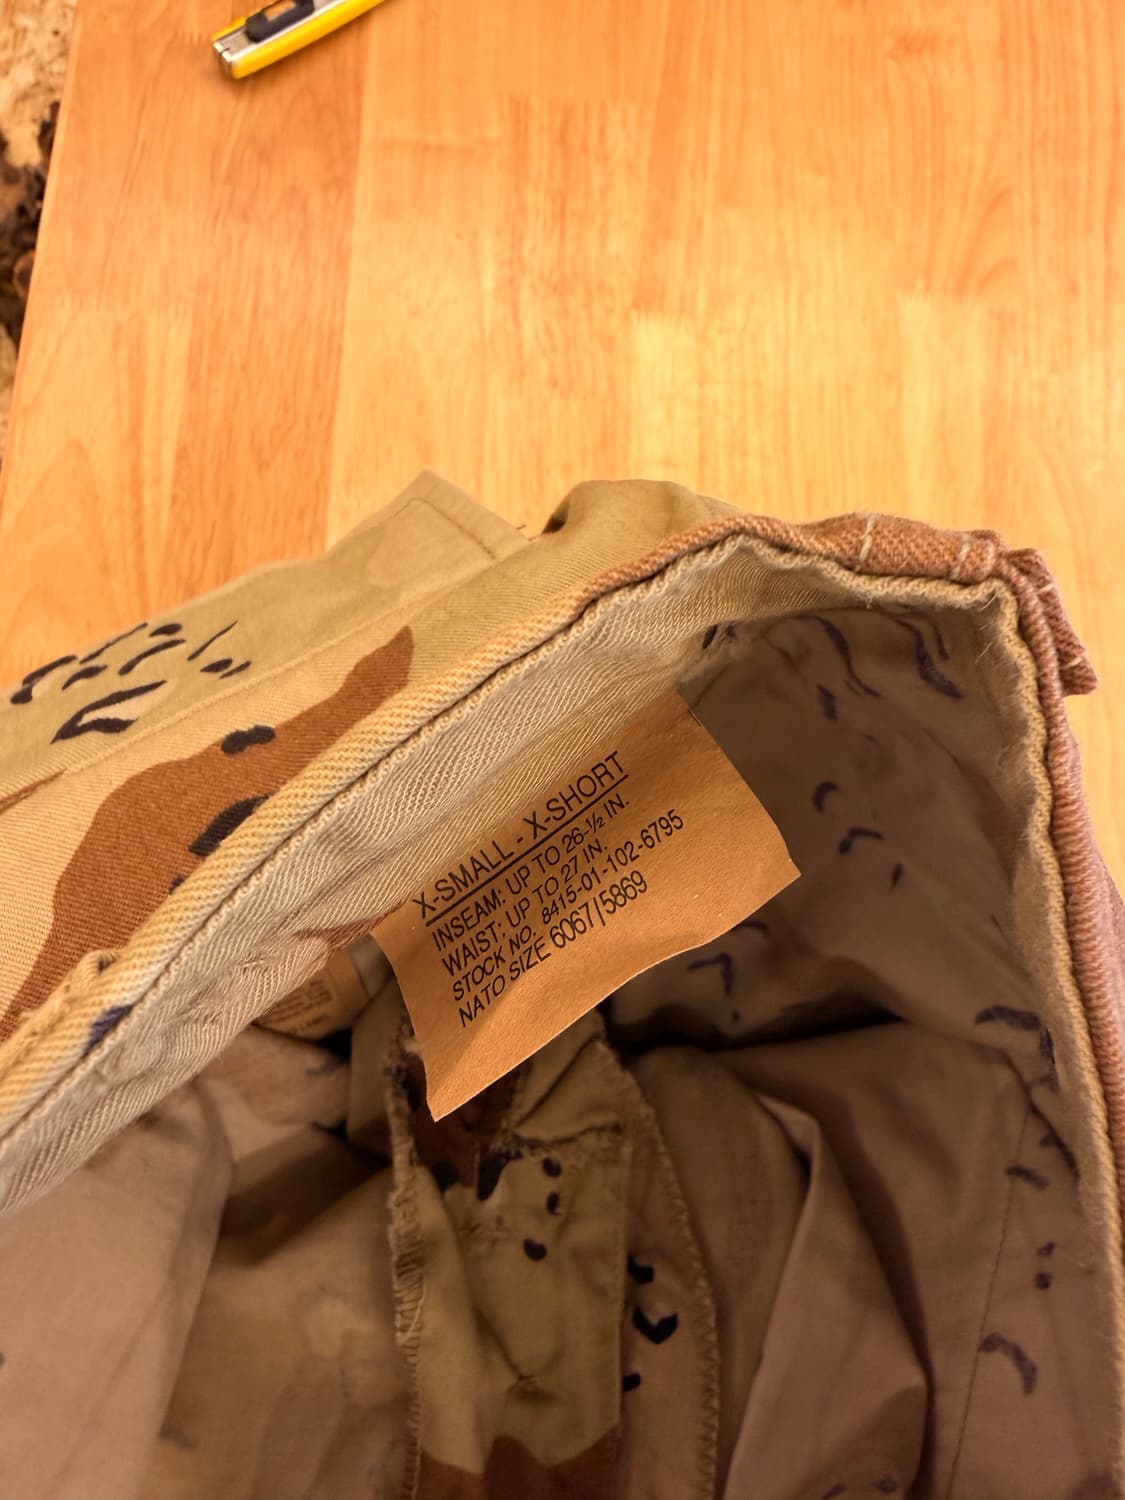 X-SMALL - X-SHORT
INSEAM: UP TO 26-½ IN.
WAIST: UP TO 27 IN.
STOCK NO. 8415-01-102-6795
NATO SIZE 6067/5869